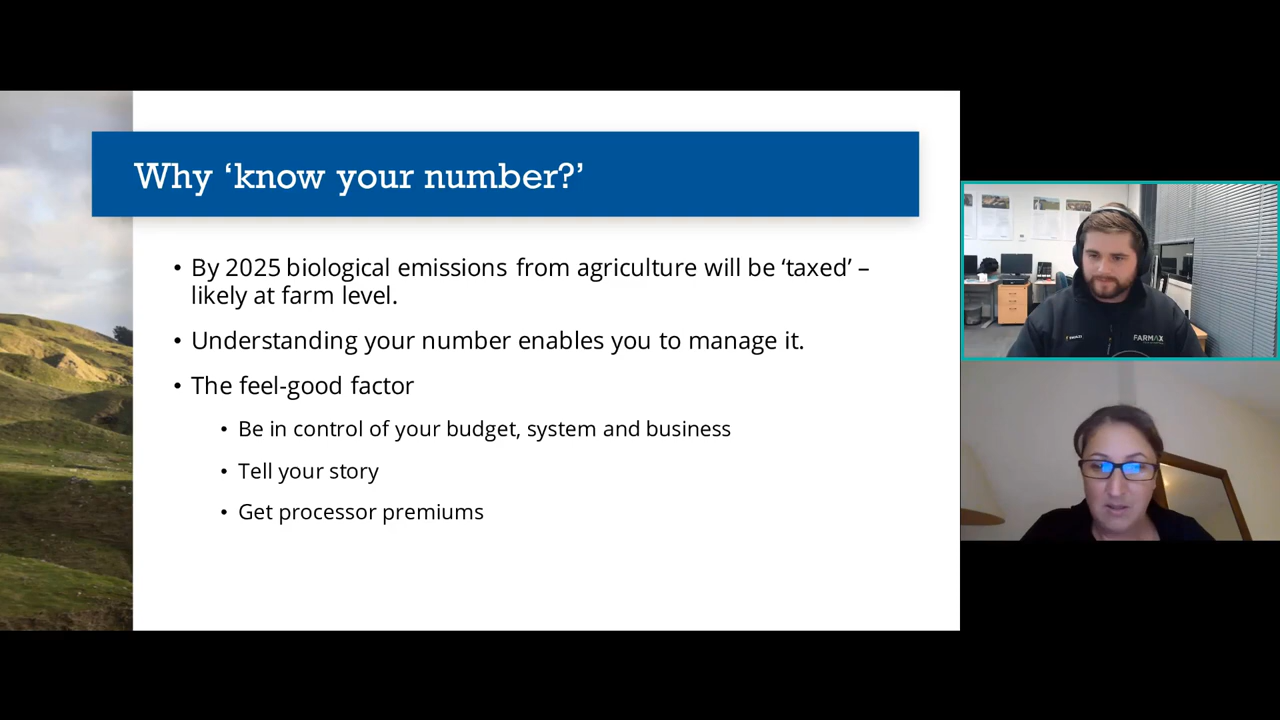 Why ‘know your number?’
• By 2025 biological emissions from agriculture will be ‘taxed’ –
likely at farm level.
• Understanding your number enables you to manage it.
• The feel-good factor
• Be in control of your budget, system and business
• Tell your story
• Get processor premiums
FARMAX